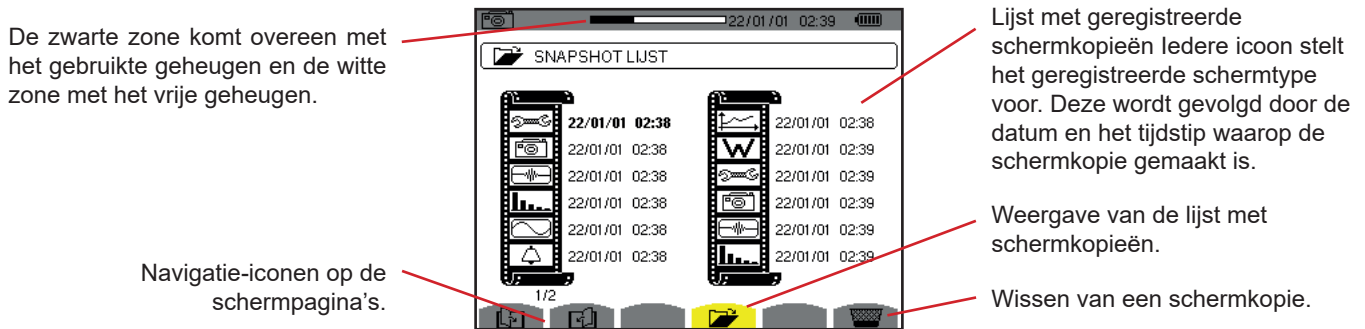 De zwarte zone komt overeen met
het gebruikte geheugen en de witte
zone met het vrije geheugen.
Navigatie-iconen op de
schermpagina's.
22/01/01 02:39
SNAPSHOT LIJST
22/01/01 02:38
22/01/01 02:38
22/01/01 02:38
22/01/01 02:38
22/01/01 02:38
22/01/01 02:38
22/01/01 02:38
W 22/01/01 02:39
22/01/01 02:39
22/01/01 02:39
22/01/01 02:39
22/01/01 02:39
1/2
Lijst met geregistreerde
schermkopieën Iedere icoon stelt
het geregistreerde schermtype
voor. Deze wordt gevolgd door de
datum en het tijdstip waarop de
schermkopie gemaakt is.
Weergave van de lijst met
schermkopieën.
Wissen van een schermkopie.